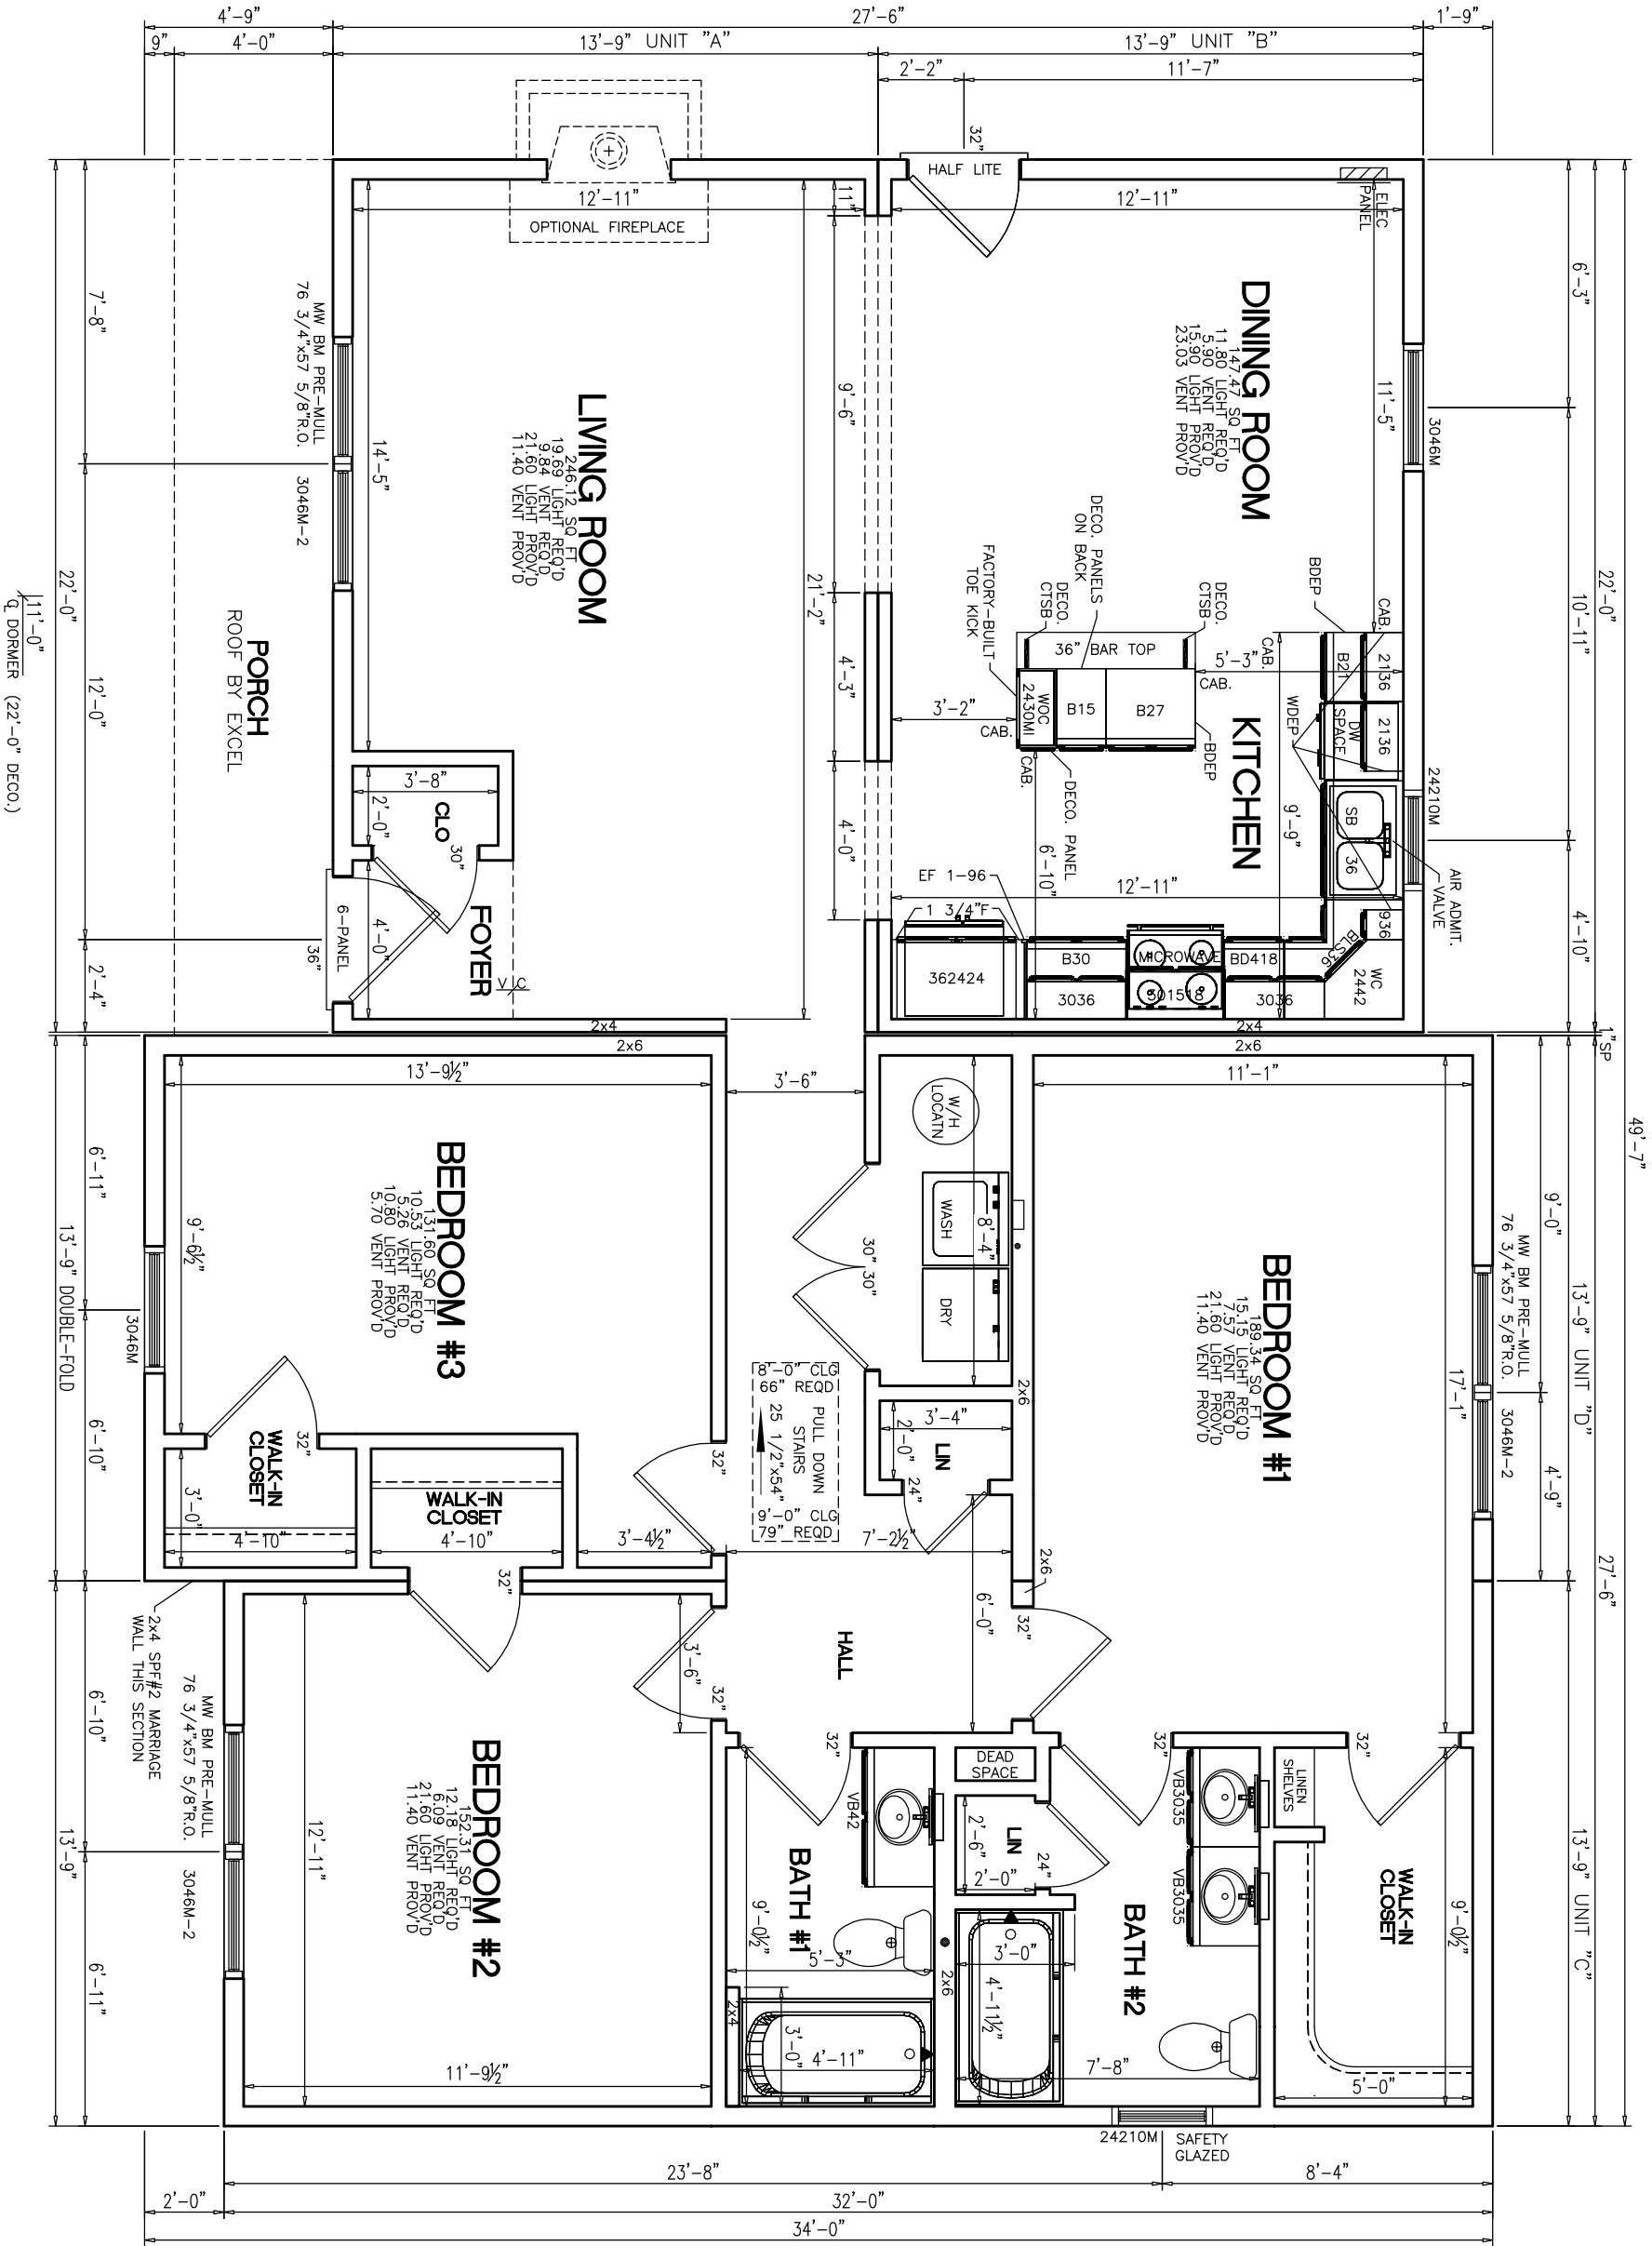 4'-9"
27'-6"
1'-9"
9"
4'-0"
13'-9" UNIT "A"
13'-9" UNIT "B"
2'-2"
11'-7"
32"
HALF LITE
ELEC
PANEL
12'-11"
11"
12'-11"
OPTIONAL FIREPLACE
7'-8"
6'-3"
22'-0"
49'-7"
MW BM PRE-MULL
76 3/4"x57 5/8"R.O.
3046M-2
14'-5"
LIVING ROOM
246.12 SQ FT
19.69 LIGHT REQ'D
9.84 VENT REQ'D
21.60 LIGHT PROV'D
11.40 VENT PROV'D
9'-6"
21'-2"
4'-3"
4'-0"
DINING ROOM
147.47 SQ FT
11.80 LIGHT REQ'D
5.90 VENT REQ'D
15.90 LIGHT PROV'D
23.03 VENT PROV'D
11'-5"
3046M
10'-11"
BDEP
CAB.
DECO.
CTSB
DECO. PANELS
ON BACK
DECO.
CTSB
FACTORY-BUILT
TOE KICK
36" BAR TOP
5'-3"
CAB.
CAB.
B21
2136
WOC
2430MI
B15
B27
3'-2"
CAB.
CAB.
BDEP
DECO. PANEL
WDEP
DW
SPACE
2136
KITCHEN
24210M
9'-9"
SB
36
AIR ADMIT.
VALVE
6'-10"
EF 1-96
12'-11"
1 3/4"F
936
BLS36
WC
2442
4'-10"
362424
B30
3036
MICROWAVE
301518
BD418
3036
22'-0"
12'-0"
11'-0"
CL DORMER (22'-0" DECO.)
PORCH
ROOF BY EXCEL
3'-8"
2'-0"
CLO
30"
4'-0"
FOYER
6-PANEL
36"
V C
2'-4"
2x4
2x4
1" SP
2x6
2x6
13'-9½"
3'-6"
11'-1"
W/H
LOCATN
WASH
8'-4"
DRY
30" 30"
6'-11"
13'-9" DOUBLE-FOLD
9'-6½"
3046M
BEDROOM #3
131.60 SQ FT
10.53 LIGHT REQ'D
5.26 VENT REQ'D
10.80 LIGHT PROV'D
5.70 VENT PROV'D
BEDROOM #1
189.34 SQ FT
15.15 LIGHT REQ'D
7.57 VENT REQ'D
21.60 LIGHT PROV'D
11.40 VENT PROV'D
17'-1"
MW BM PRE-MULL
76 3/4"x57 5/8"R.O.
3046M-2
9'-0"
13'-9" UNIT "D"
4'-9"
27'-6"
6'-10"
8'-0" CLG
66" REQD
PULL DOWN
STAIRS
25 1/2"x54"
9'-0" CLG
79" REQD
2x6
3'-4"
2'-0"
LIN
24"
32"
32"
WALK-IN
CLOSET
3'-0"
4'-10"
WALK-IN
CLOSET
4'-10"
3'-4½"
7'-2½"
2x6
32"
2x4 SPF#2 MARRIAGE
WALL THIS SECTION
6'-0"
32"
HALL
3'-6"
32"
6'-10"
13'-9"
6'-11"
MW BM PRE-MULL
76 3/4"x57 5/8"R.O.
3046M-2
BEDROOM #2
152.31 SQ FT
12.18 LIGHT REQ'D
6.09 VENT REQ'D
21.60 LIGHT PROV'D
11.40 VENT PROV'D
12'-11"
11'-9½"
32"
DEAD
SPACE
32"
32"
LINEN
SHELVES
VB42
VB3035
VB3035
2'-6"
LIN
2'-0"
24"
BATH #1
9'-0½"
5'-3"
2x6
2x4
3'-0"
4'-11"
BATH #2
3'-0"
4'-11½"
7'-8"
WALK-IN
CLOSET
9'-0½"
5'-0"
13'-9" UNIT "C"
24210M
SAFETY
GLAZED
23'-8"
8'-4"
2'-0"
32'-0"
34'-0"